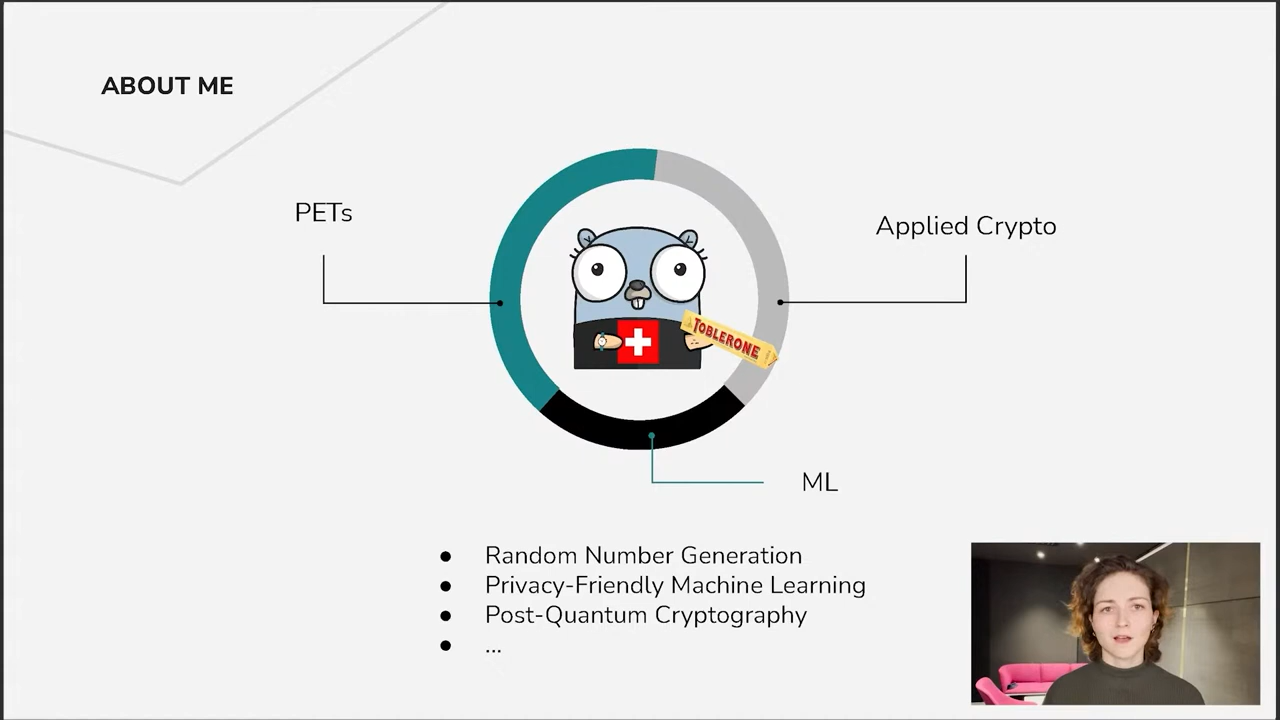 ABOUT ME
PETs
Applied Crypto
TOBLERONE
ML
● Random Number Generation
● Privacy-Friendly Machine Learning
● Post-Quantum Cryptography
● ...